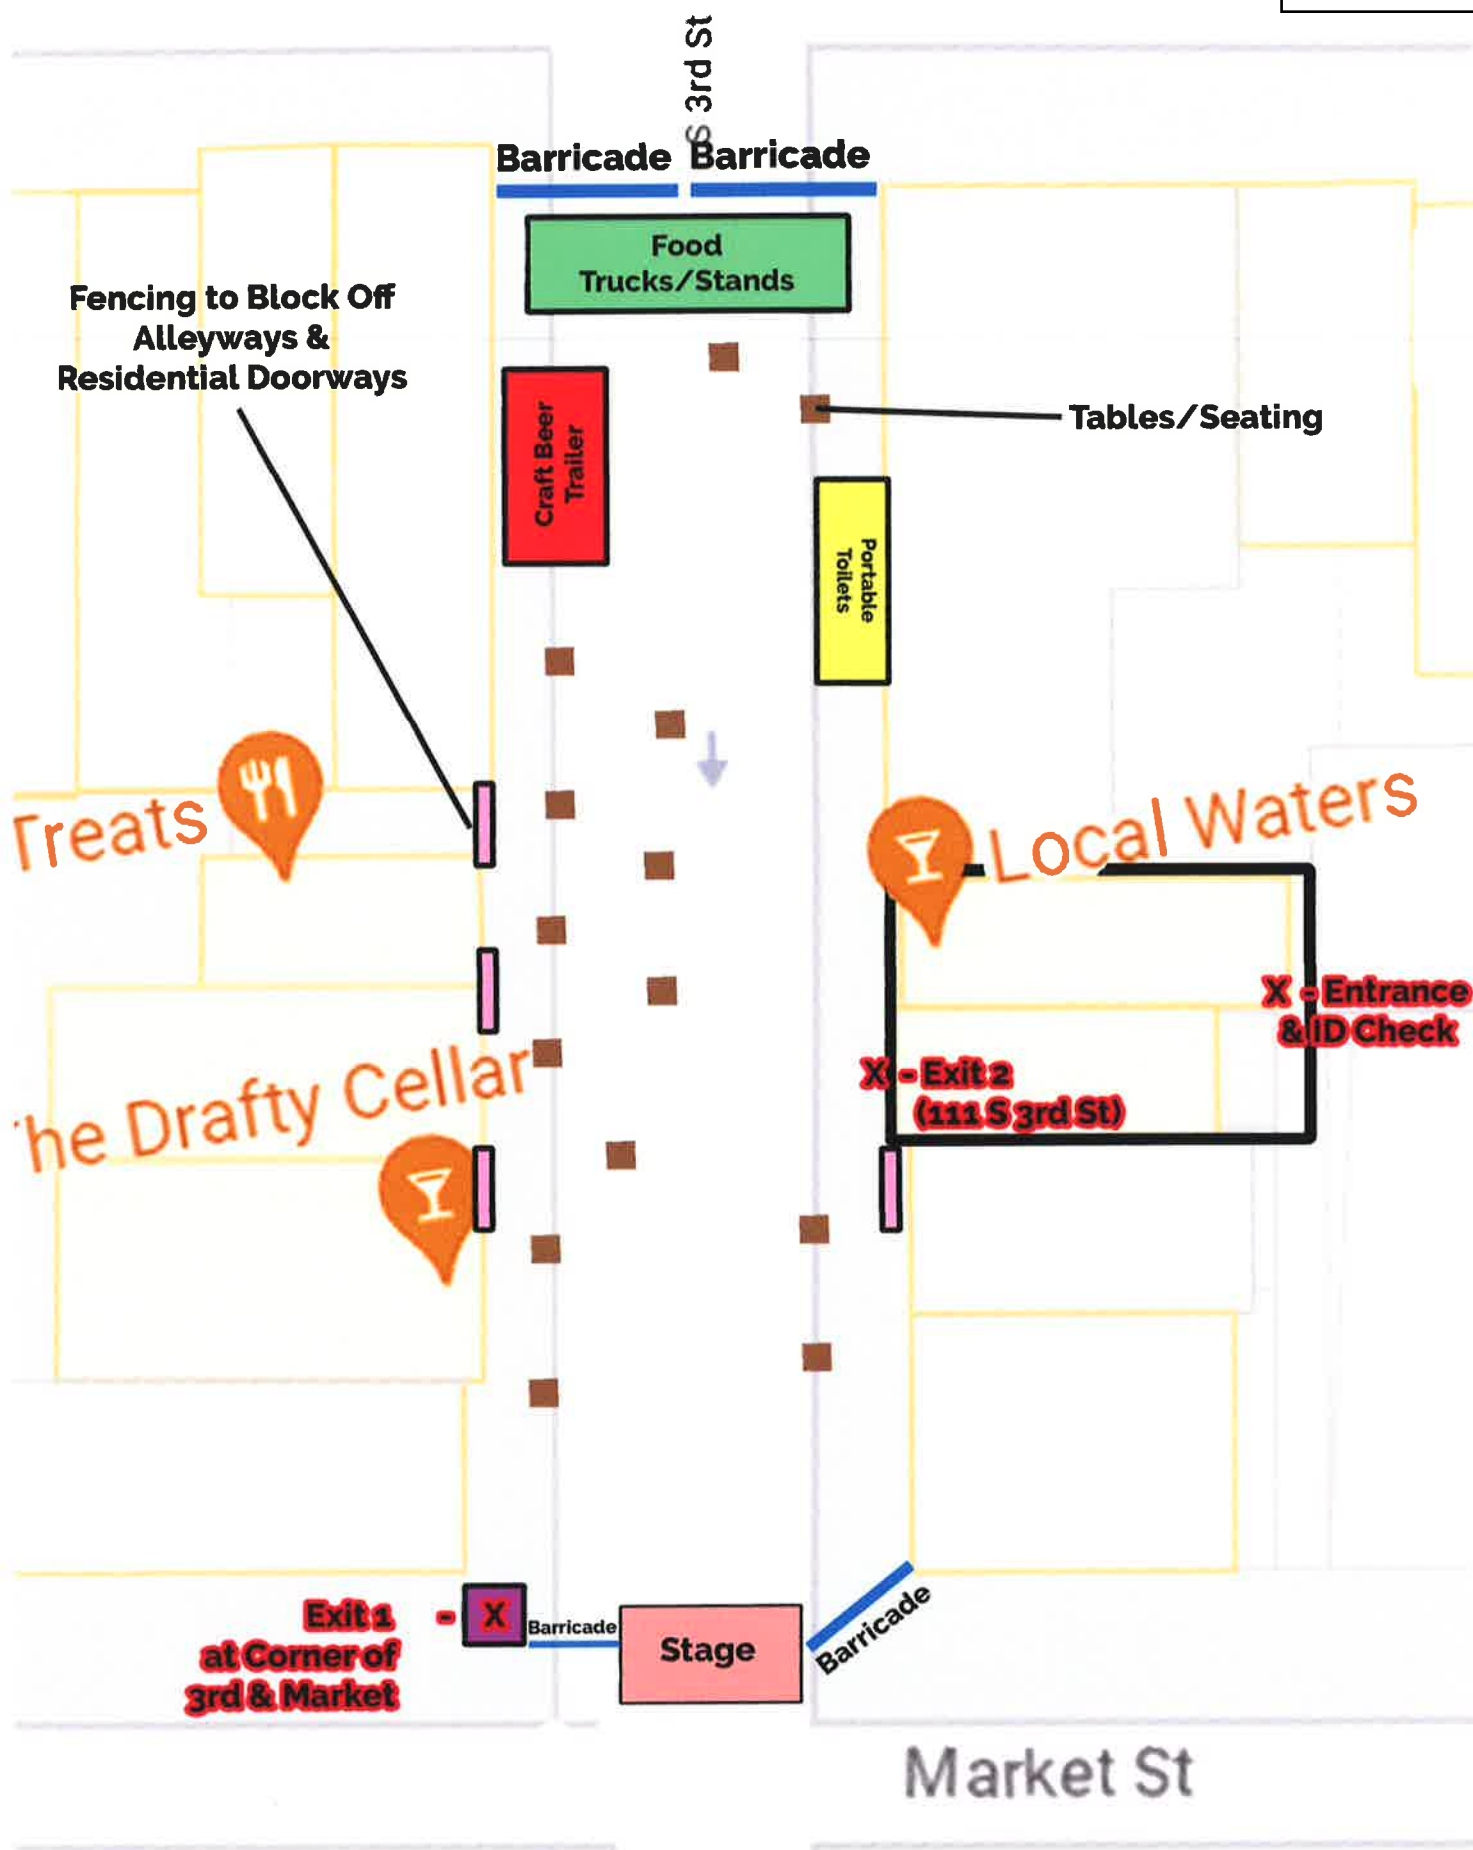 S 3rd St
Barricade Barricade
Food
Trucks/Stands
Fencing to Block Off
Alleyways &
Residential Doorways
Craft Beer
Trailer
Tables/Seating
Portable
Toilets
Treats
Local Waters
X - Entrance
& ID Check
The Drafty Cellar
X - Exit 2
(111 S 3rd St)
Exit 1 - X
at Corner of
3rd & Market
Barricade
Stage
Barricade
Market St